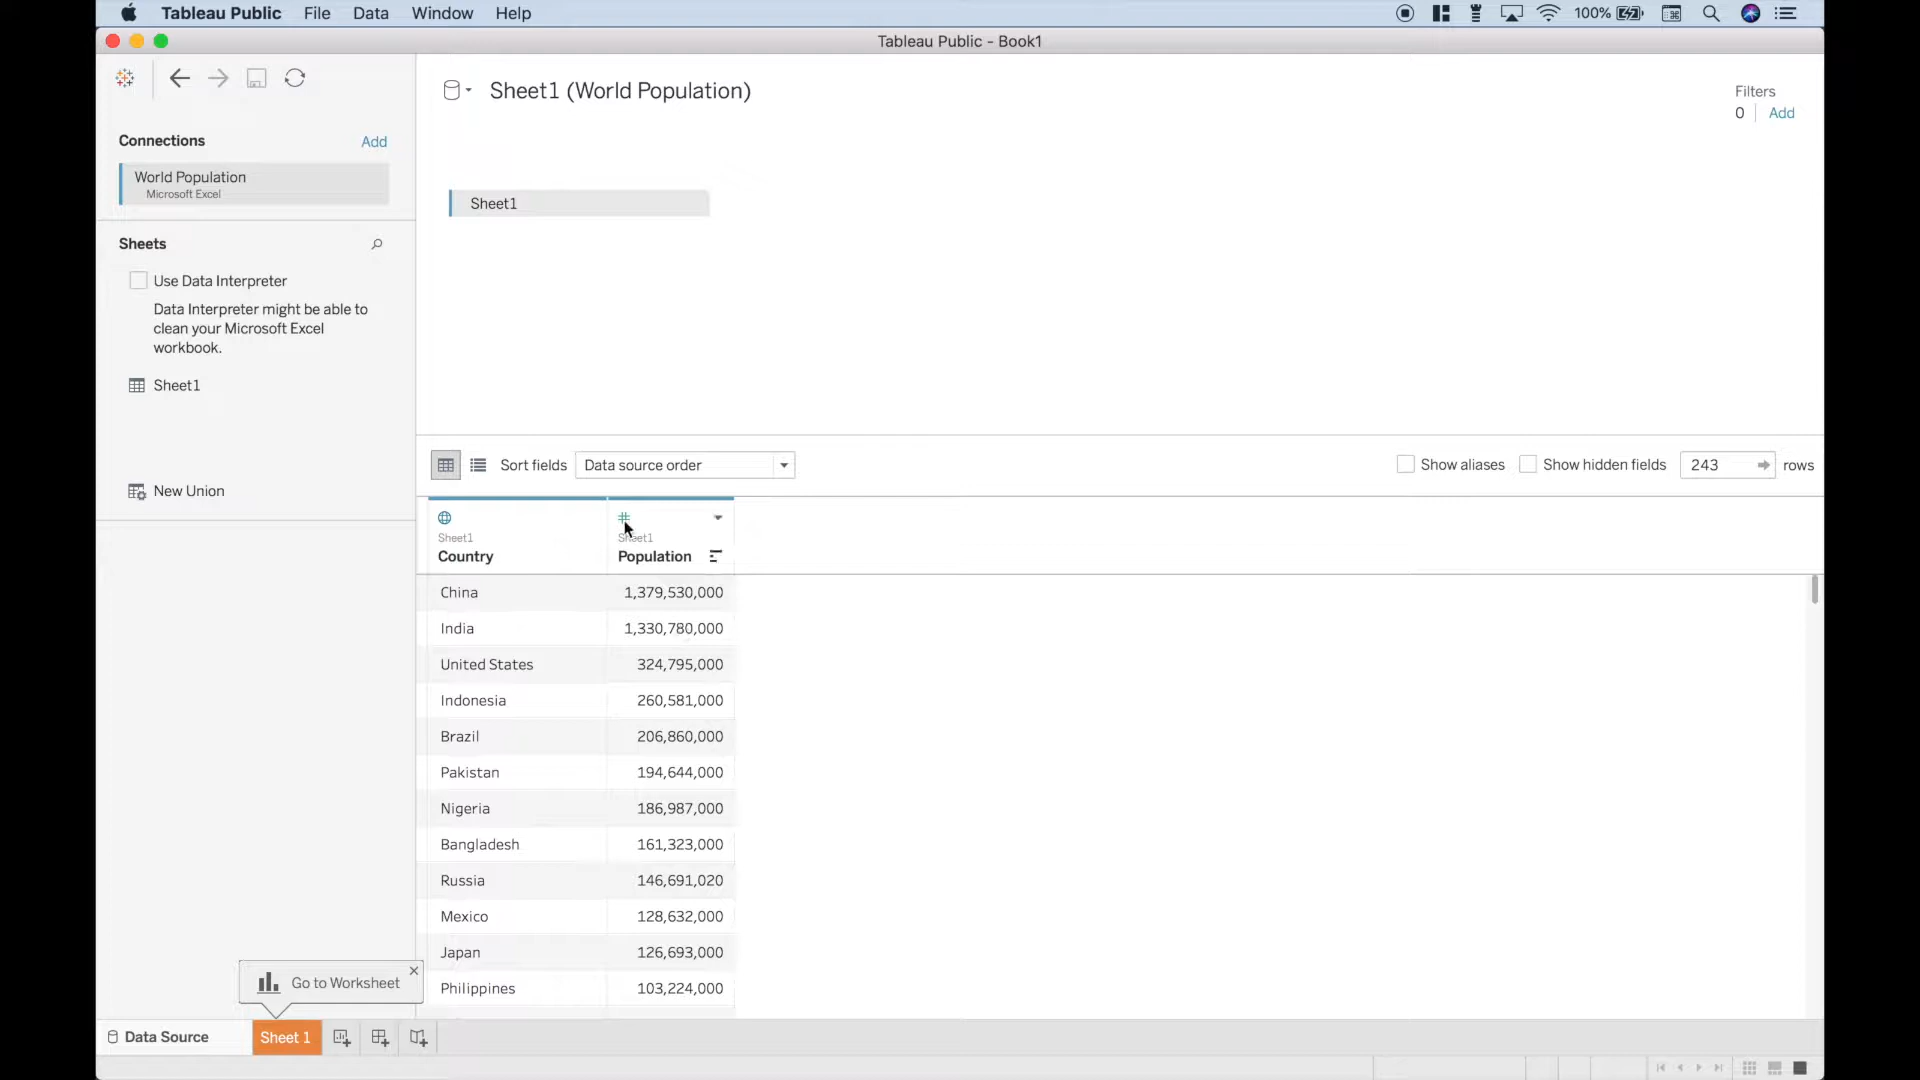 Tableau Public File Data Window Help 100%
Tableau Public - Book1
Sheet1 (World Population)
Filters
0 Add
Connections Add
World Population
Microsoft Excel
Sheet1
Sheets
Use Data Interpreter
Data Interpreter might be able to
clean your Microsoft Excel
workbook.
Sheet1
New Union
Sort fields Data source order Show aliases Show hidden fields 243 rows
Sheet1 Sheet1
Country Population
China 1,379,530,000
India 1,330,780,000
United States 324,795,000
Indonesia 260,581,000
Brazil 206,860,000
Pakistan 194,644,000
Nigeria 186,987,000
Bangladesh 161,323,000
Russia 146,691,020
Mexico 128,632,000
Japan 126,693,000
Philippines 103,224,000
Go to Worksheet
Data Source Sheet 1